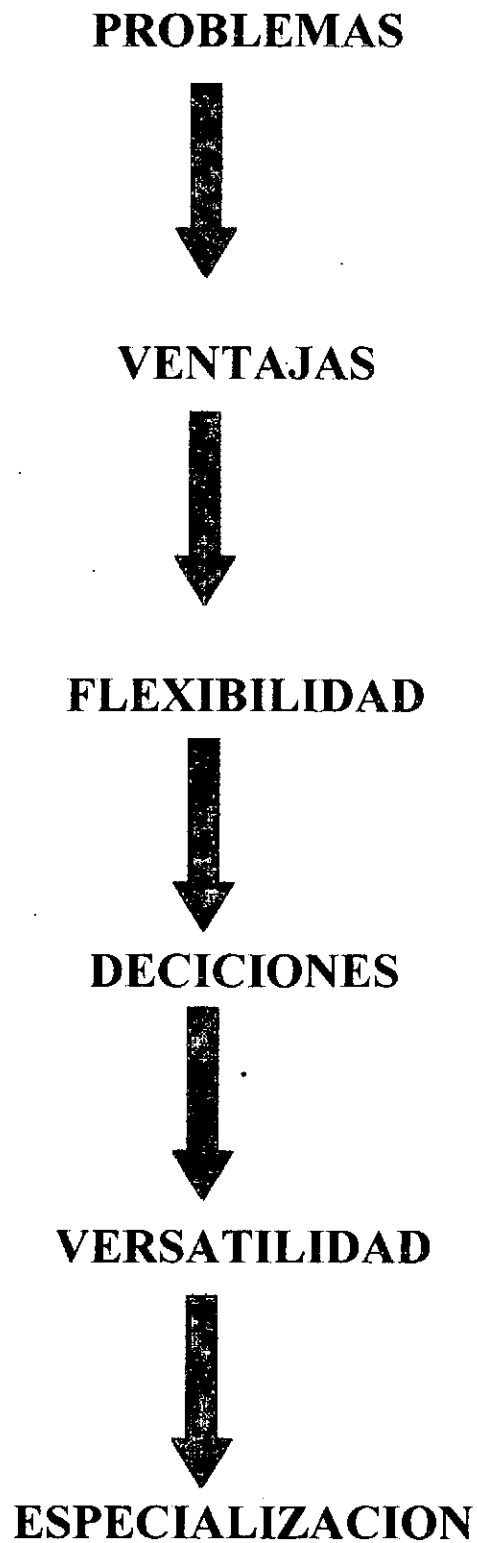 PROBLEMAS
VENTAJAS
FLEXIBILIDAD
DECICIONES
VERSATILIDAD
ESPECIALIZACION